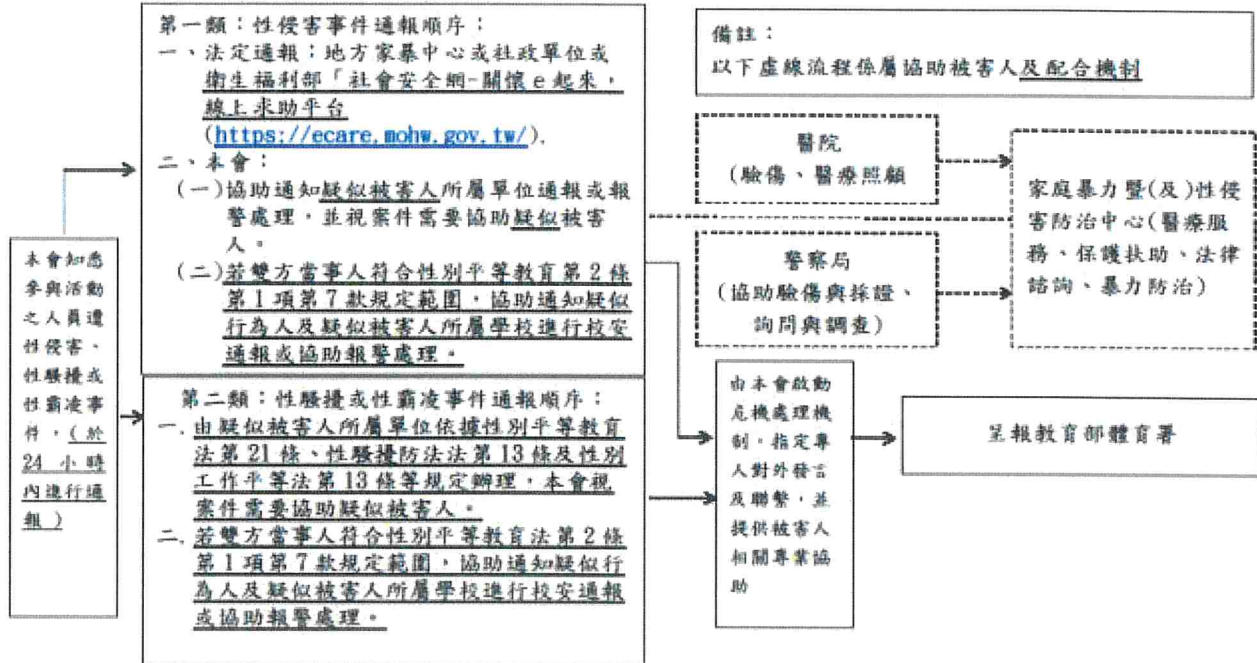 本會知悉
參與活動
之人員遭
性侵害、
性騷擾或
性霸凌事
件,(於
24 小時
內進行通
報)
第一類:性侵害事件通報順序:
一、法定通報:地方家暴中心或社政單位或
衛生福利部「社會安全網-關懷 e 起來,
線上求助平台
(https://ecare.mohw.gov.tw/).
二、本會:
(一)協助通知疑似被害人所屬單位通報或報
警處理,並視案件需要協助疑似被害
人。
(二)若雙方當事人符合性別平等教育第 2 條
第 1 項第 7 款規定範圍,協助通知疑似
行為人及疑似被害人所屬學校進行校安
通報或協助報警處理。
第二類:性騷擾或性霸凌事件通報順序:
一. 由疑似被害人所屬單位依據性別平等教育
法第 21 條、性騷擾防法法第 13 條及性別
工作平等法第 13 條等規定辦理,本會視
案件需要協助疑似被害人。
二. 若雙方當事人符合性別平等教育法第 2 條
第 1 項第 7 款規定範圍,協助通知疑似行
為人及疑似被害人所屬學校進行校安通報
或協助報警處理。
備註:
以下虛線流程係屬協助被害人及配合機制
醫院
(驗傷、醫療照顧
警察局
(協助驗傷與採證、
詢問與調查)
家庭暴力暨(及)性侵
害防治中心(醫療服
務、保護扶助、法律
諮詢、暴力防治)
由本會啟動
危機處理機
制。指定專
人對外發言
及聯繫,並
提供被害人
相關專業協
助
呈報教育部體育署